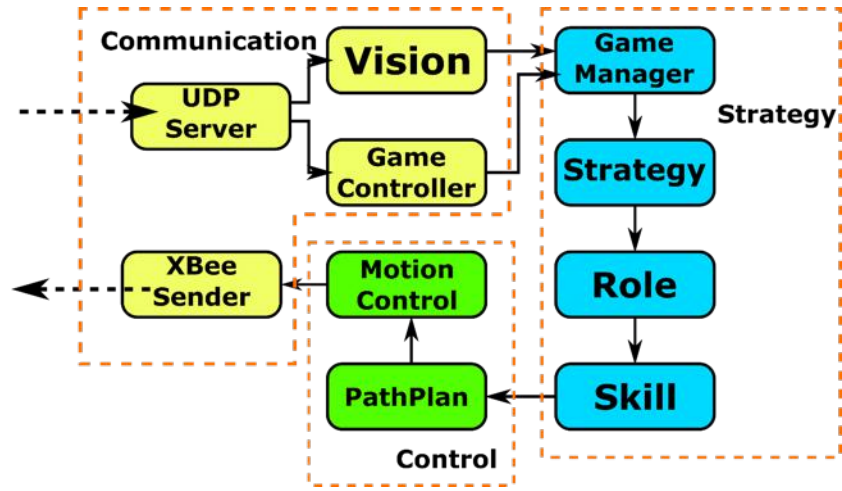 Communication
Vision
Game
Manager
UDP
Server
Strategy
Game
Controller
Strategy
XBee
Sender
Motion
Control
Role
PathPlan
Skill
Control